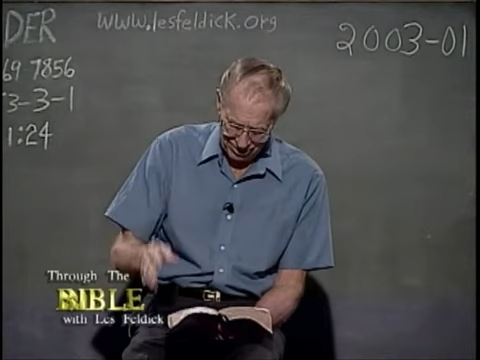 DER
www.lesfeldick.org
2003-01
69 7856
3-3-1
1:24
Through The
BIBLE
with Les Feldick